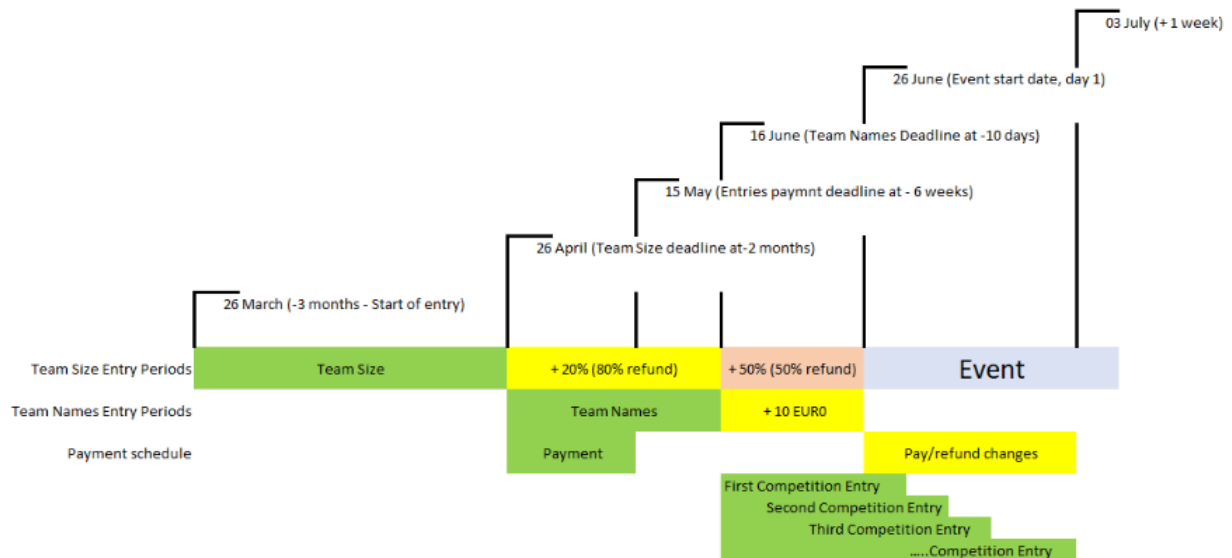 03 July (+ 1 week)
26 June (Event start date, day 1)
16 June (Team Names Deadline at -10 days)
15 May (Entries paymnt deadline at - 6 weeks)
26 April (Team Size deadline at-2 months)
26 March (-3 months - Start of entry)
Team Size Entry Periods
Team Size
+ 20% (80% refund)
+ 50% (50% refund)
Event
Team Names Entry Periods
Team Names
+ 10 EUR0
Payment schedule
Payment
Pay/refund changes
First Competition Entry
Second Competition Entry
Third Competition Entry
.....Competition Entry